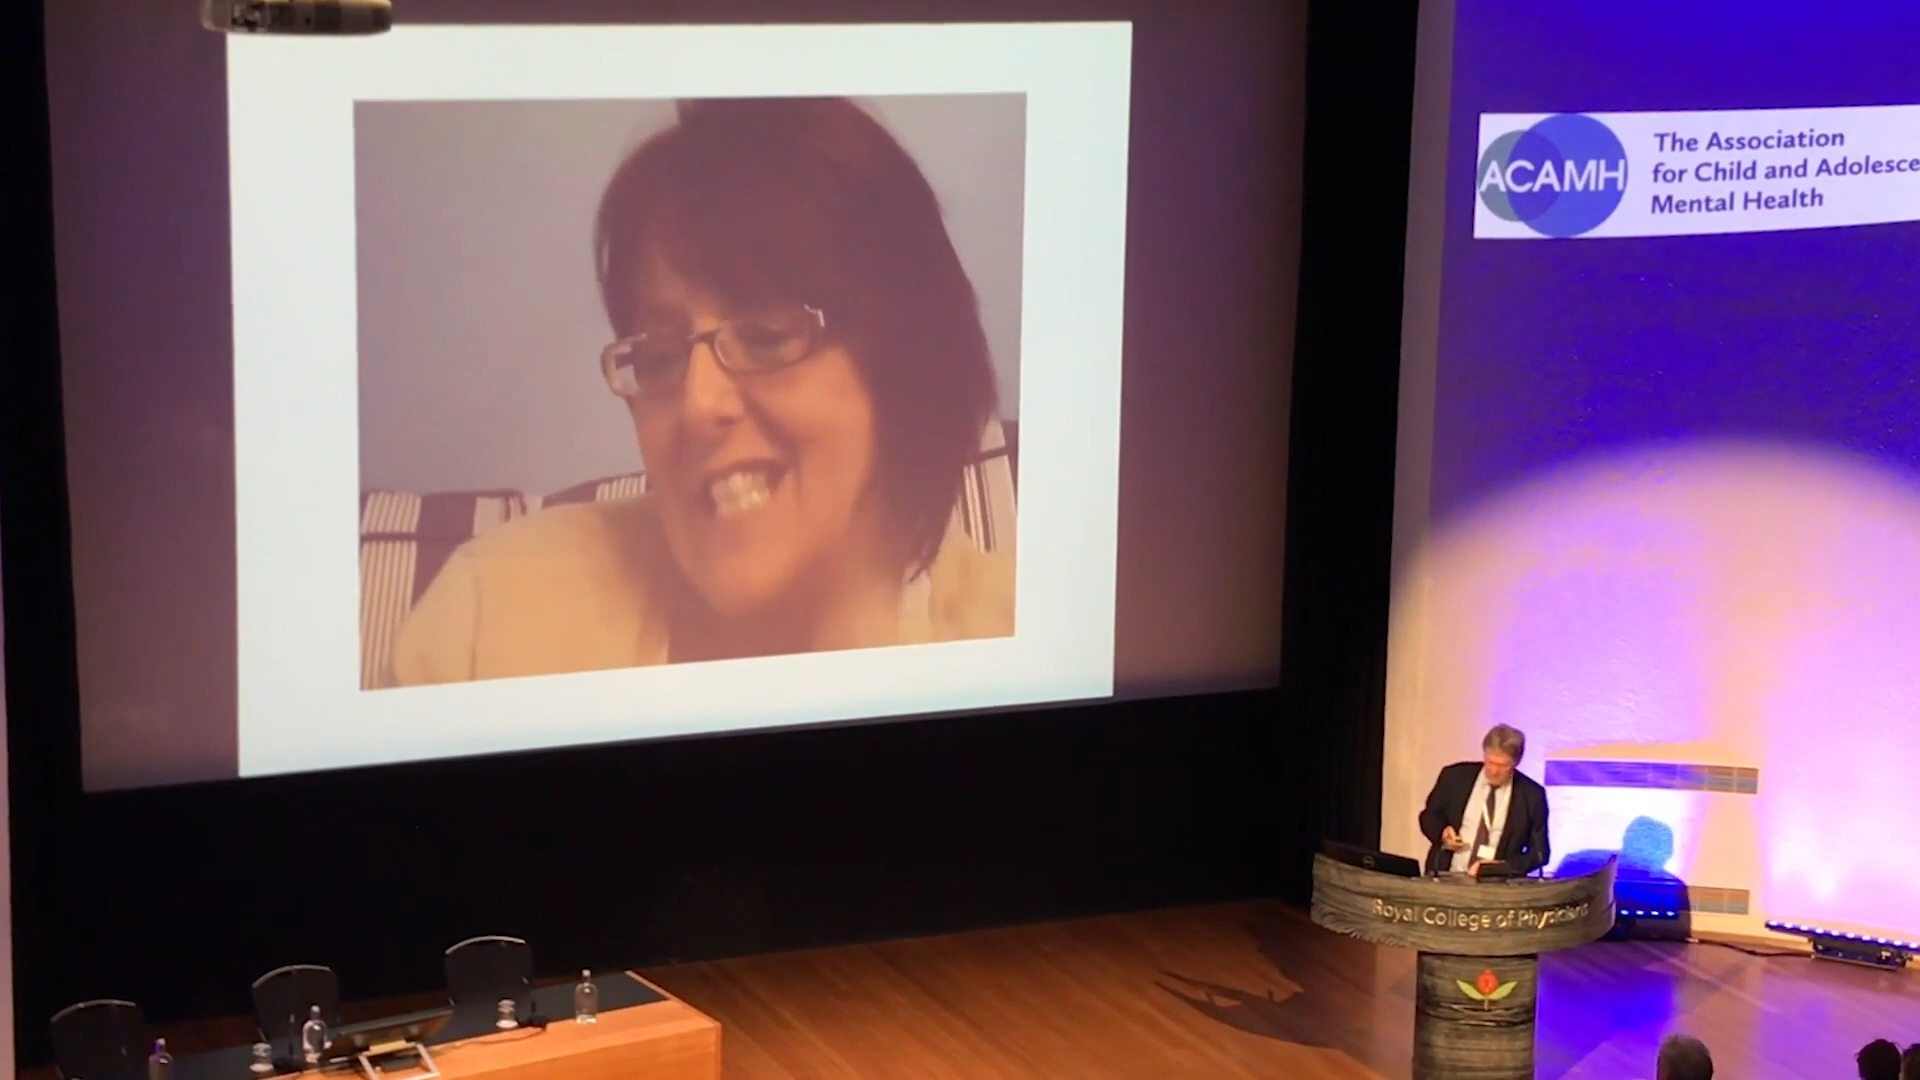 ACAMH
The Association
for Child and Adolesce
Mental Health
Royal College of Physicians